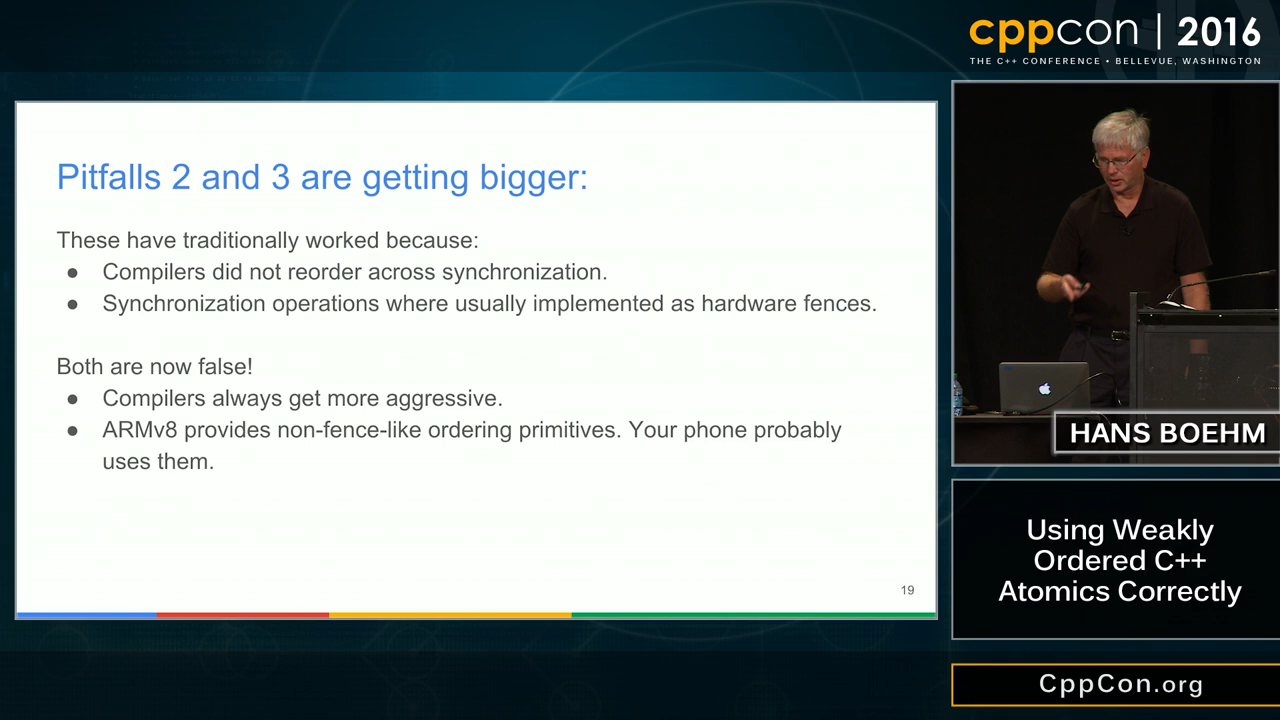 cppcon | 2016
THE C++ CONFERENCE • BELLEVUE, WASHINGTON
Pitfalls 2 and 3 are getting bigger:
These have traditionally worked because:
● Compilers did not reorder across synchronization.
● Synchronization operations where usually implemented as hardware fences.
Both are now false!
● Compilers always get more aggressive.
● ARMv8 provides non-fence-like ordering primitives. Your phone probably
uses them.
19
HANS BOEHM
Using Weakly
Ordered C++
Atomics Correctly
CppCon.org